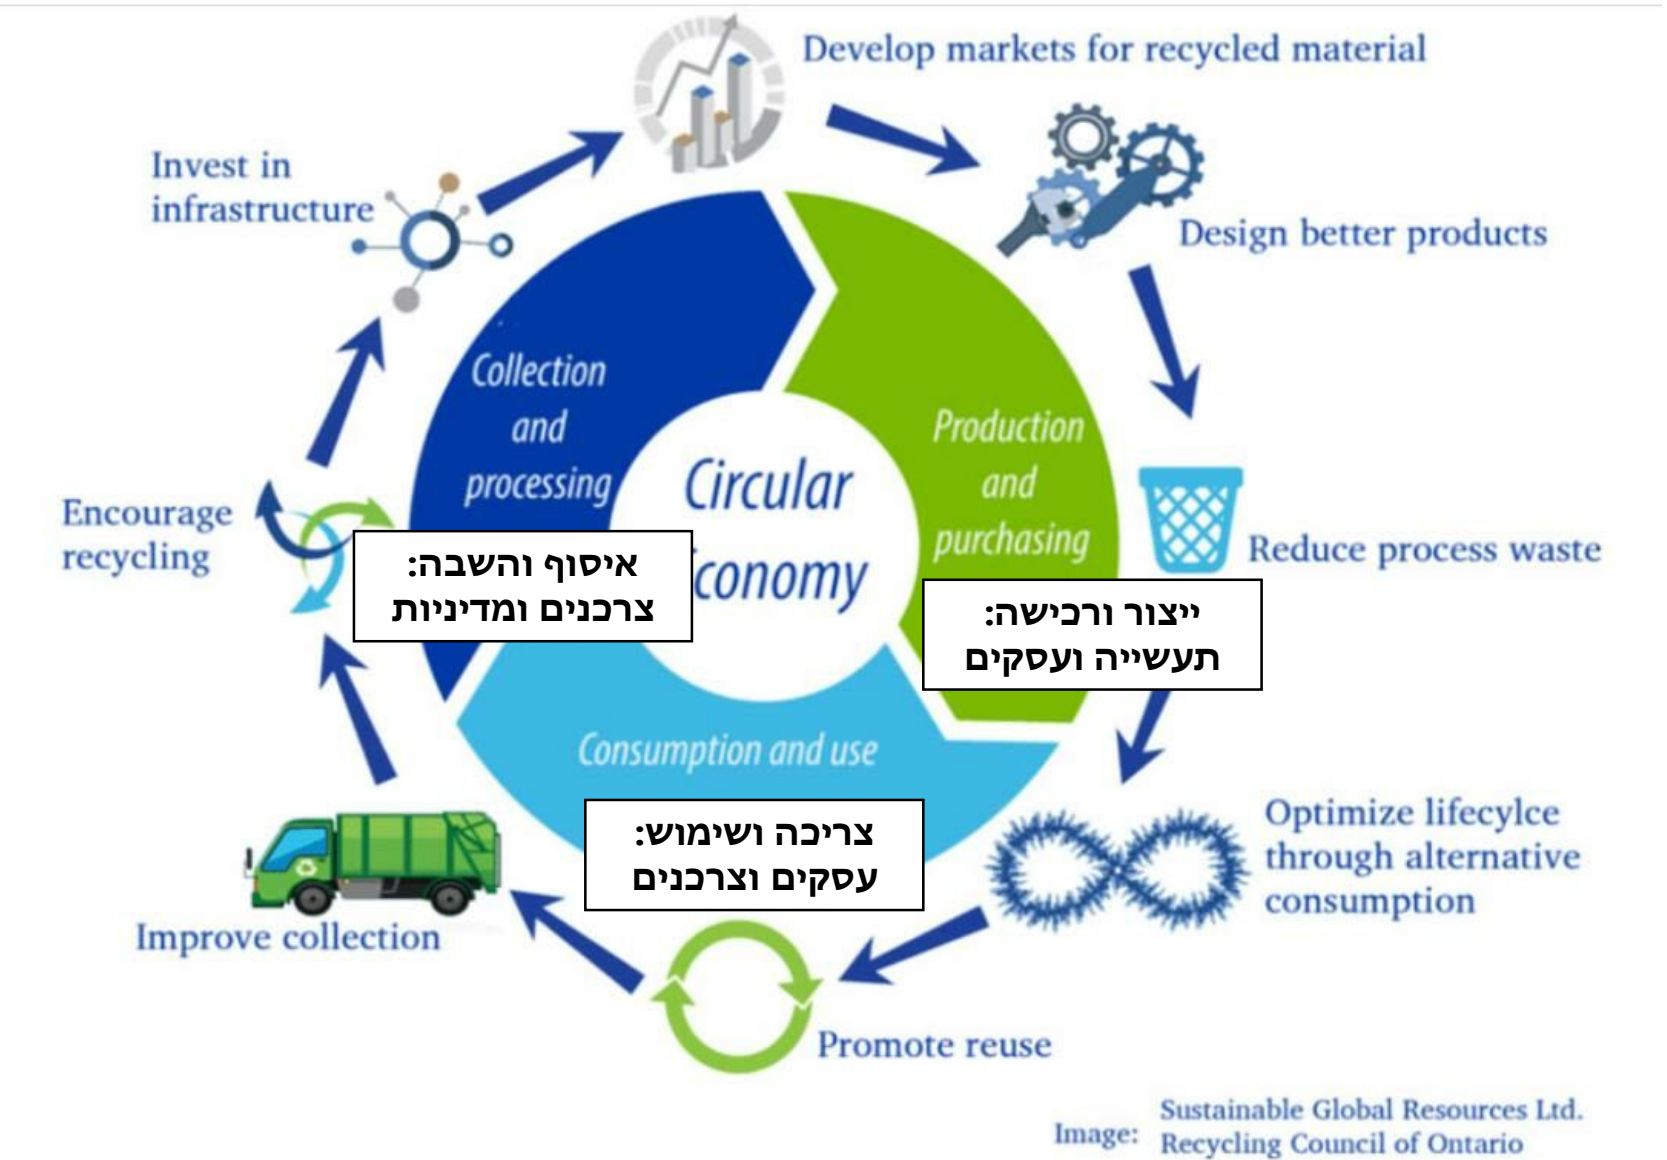 Develop markets for recycled material
Invest in
infrastructure
Design better products
Collection
and
processing
Production
and
purchasing
Circular
conomy
Encourage
recycling
Reduce process waste
איסוף והשבה:
צרכנים ומדיניות
ייצור ורכישה:
תעשייה ועסקים
Consumption and use
צריכה ושימוש:
עסקים וצרכנים
Optimize lifecylce
through alternative
consumption
Improve collection
Promote reuse
Image:
Sustainable Global Resources Ltd.
Recycling Council of Ontario